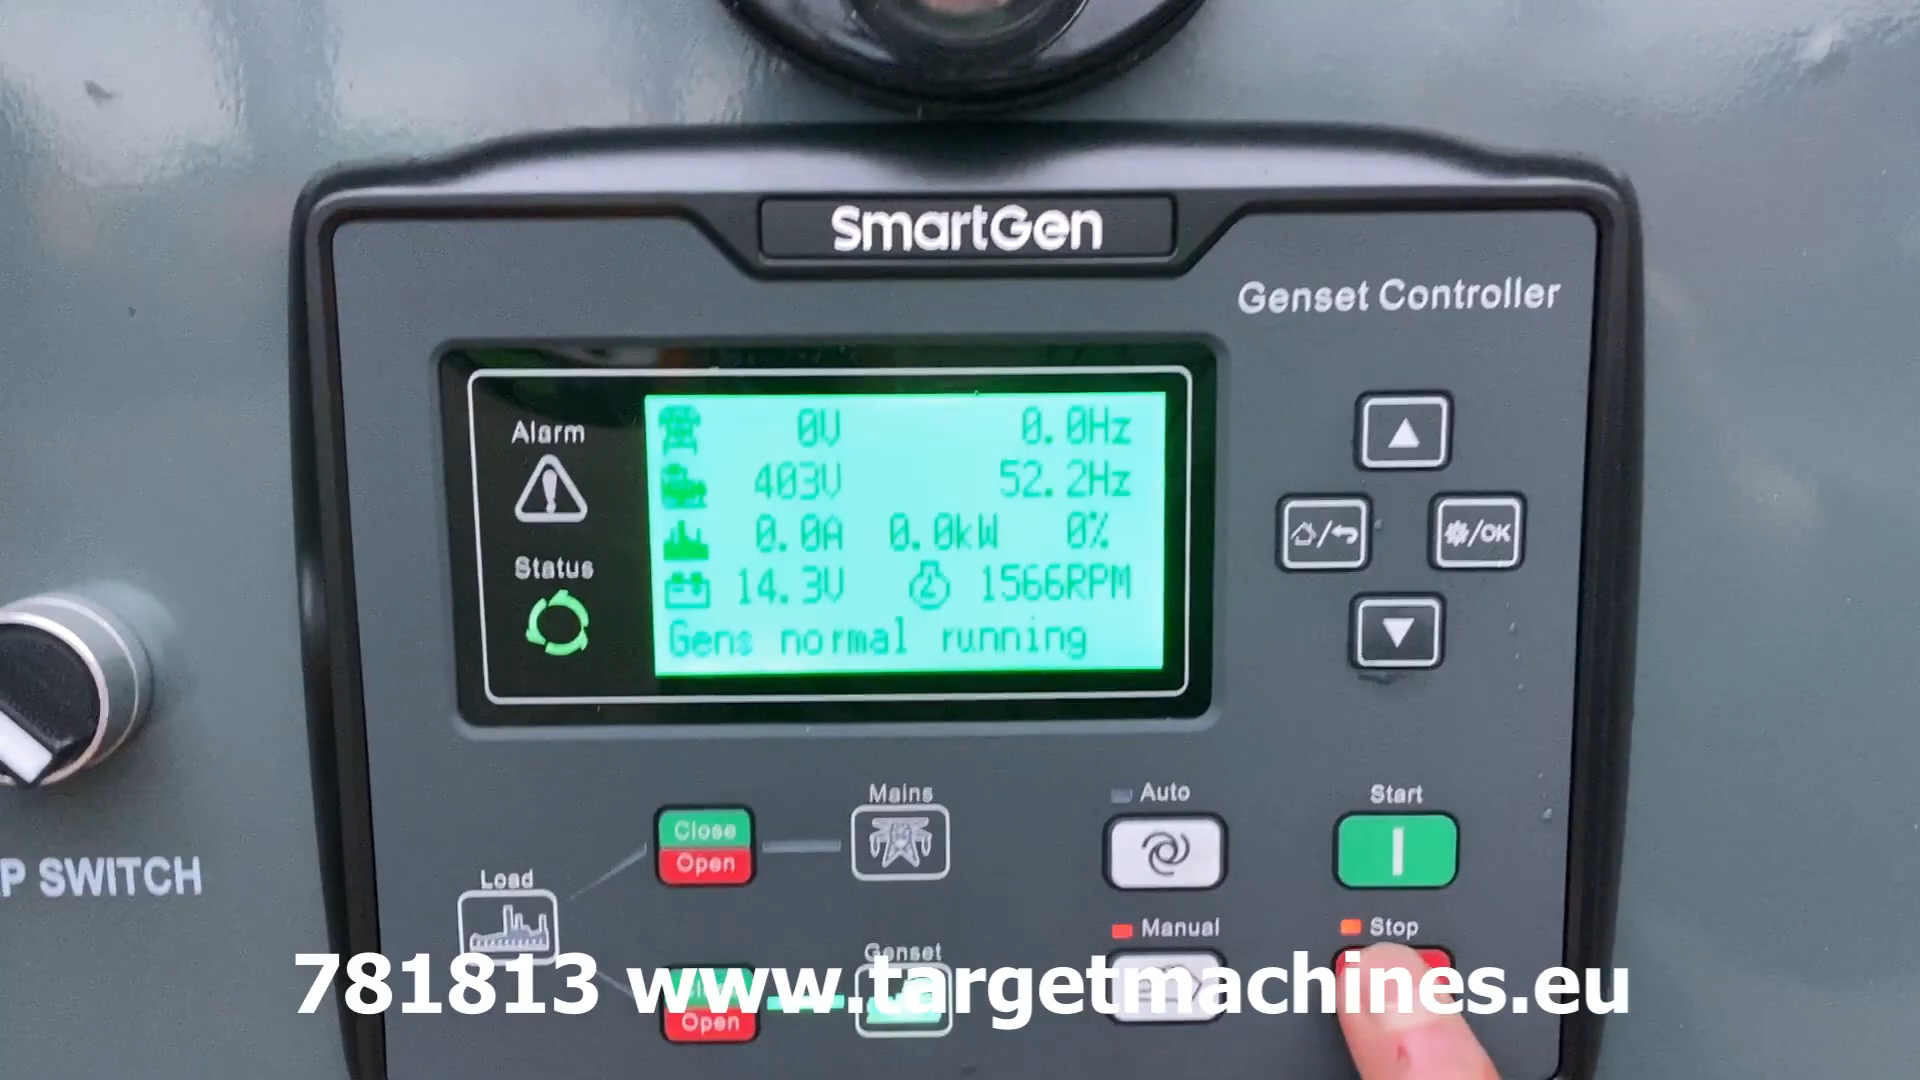 SmartGen
Genset Controller
Alarm
Status
0V 0.0Hz
403V 52.2Hz
0.0A 0.0kW 0%
14.3V 1566RPM
Gens normal running
/OK
Mains
Close
Open
Load
Auto
Start
Manual
Stop
Genset
Open
P SWITCH
781813 www.targetmachines.eu